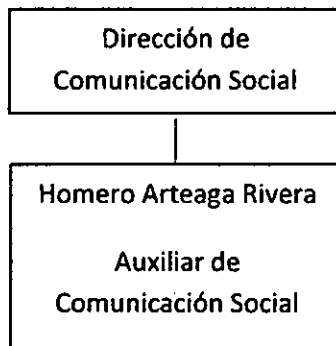 Dirección de
Comunicación Social
Homero Arteaga Rivera
Auxiliar de
Comunicación Social